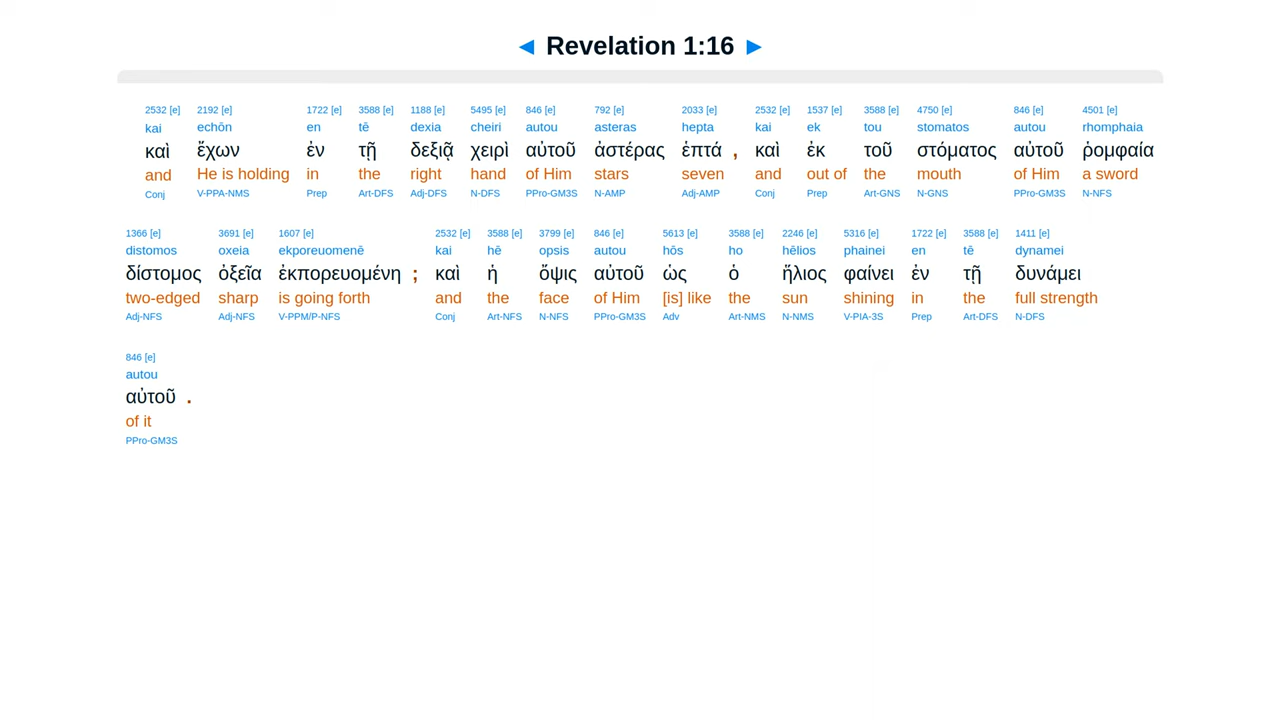 ◄ Revelation 1:16 ►
2532 [e] 2192 [e] 1722 [e] 3588 [e] 1188 [e] 5495 [e] 846 [e] 792 [e] 2033 [e] 2532 [e] 1537 [e] 3588 [e] 4750 [e] 846 [e] 4501 [e]
kai echōn en tē dexia cheiri autou asteras hepta kai ek tou stomatos autou rhomphaia
καὶ ἔχων ἐν τῇ δεξιᾷ χειρὶ αὐτοῦ ἀστέρας ἑπτά , καὶ ἐκ τοῦ στόματος αὐτοῦ ῥομφαία
and He is holding in the right hand of Him stars seven and out of the mouth of Him a sword
Conj V-PPA-NMS Prep Art-DFS Adj-DFS N-DFS PPro-GM3S N-AMP Adj-AMP Conj Prep Art-GNS N-GNS PPro-GM3S N-NFS
1366 [e] 3691 [e] 1607 [e] 2532 [e] 3588 [e] 3799 [e] 846 [e] 5613 [e] 3588 [e] 2246 [e] 5316 [e] 1722 [e] 3588 [e] 1411 [e]
distomos oxeia ekporeuomenē kai hē opsis autou hōs ho hēlios phainei en tē dynamei
δίστομος ὀξεῖα ἐκπορευομένη ; καὶ ἡ ὄψις αὐτοῦ ὡς ὁ ἥλιος φαίνει ἐν τῇ δυνάμει
two-edged sharp is going forth and the face of Him [is] like the sun shining in the full strength
Adj-NFS Adj-NFS V-PPM/P-NFS Conj Art-NFS N-NFS PPro-GM3S Adv Art-NMS N-NMS V-PIA-3S Prep Art-DFS N-DFS
846 [e]
autou
αὐτοῦ .
of it
PPro-GM3S